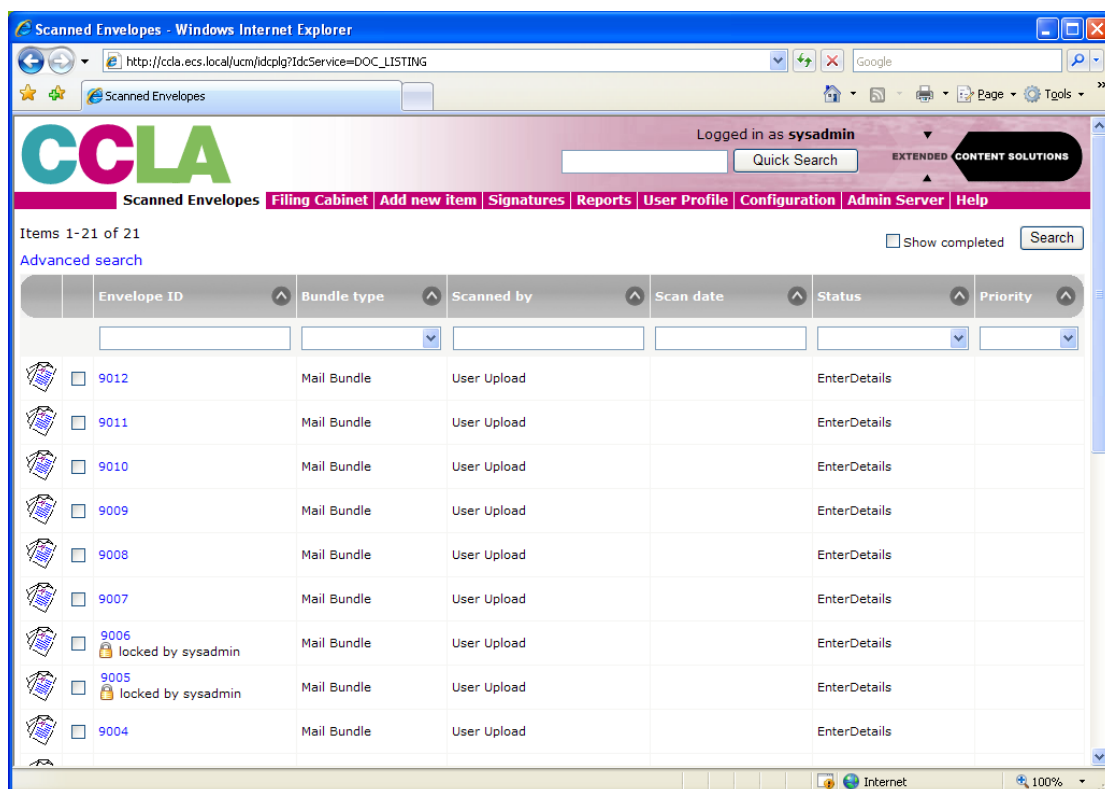 Scanned Envelopes - Windows Internet Explorer
http://ccla.ecs.local/ucm/idcplg?IdcService=DOC_LISTING
Google
Scanned Envelopes
Page
Tools
»
CCLA
Logged in as sysadmin
Quick Search
EXTENDED CONTENT SOLUTIONS
Scanned Envelopes Filing Cabinet Add new item Signatures Reports User Profile Configuration Admin Server Help
Items 1-21 of 21
Show completed
Search
Advanced search
Envelope ID Bundle type Scanned by Scan date Status Priority
9012 Mail Bundle User Upload EnterDetails
9011 Mail Bundle User Upload EnterDetails
9010 Mail Bundle User Upload EnterDetails
9009 Mail Bundle User Upload EnterDetails
9008 Mail Bundle User Upload EnterDetails
9007 Mail Bundle User Upload EnterDetails
9006
locked by sysadmin Mail Bundle User Upload EnterDetails
9005
locked by sysadmin Mail Bundle User Upload EnterDetails
9004 Mail Bundle User Upload EnterDetails
Internet
100%